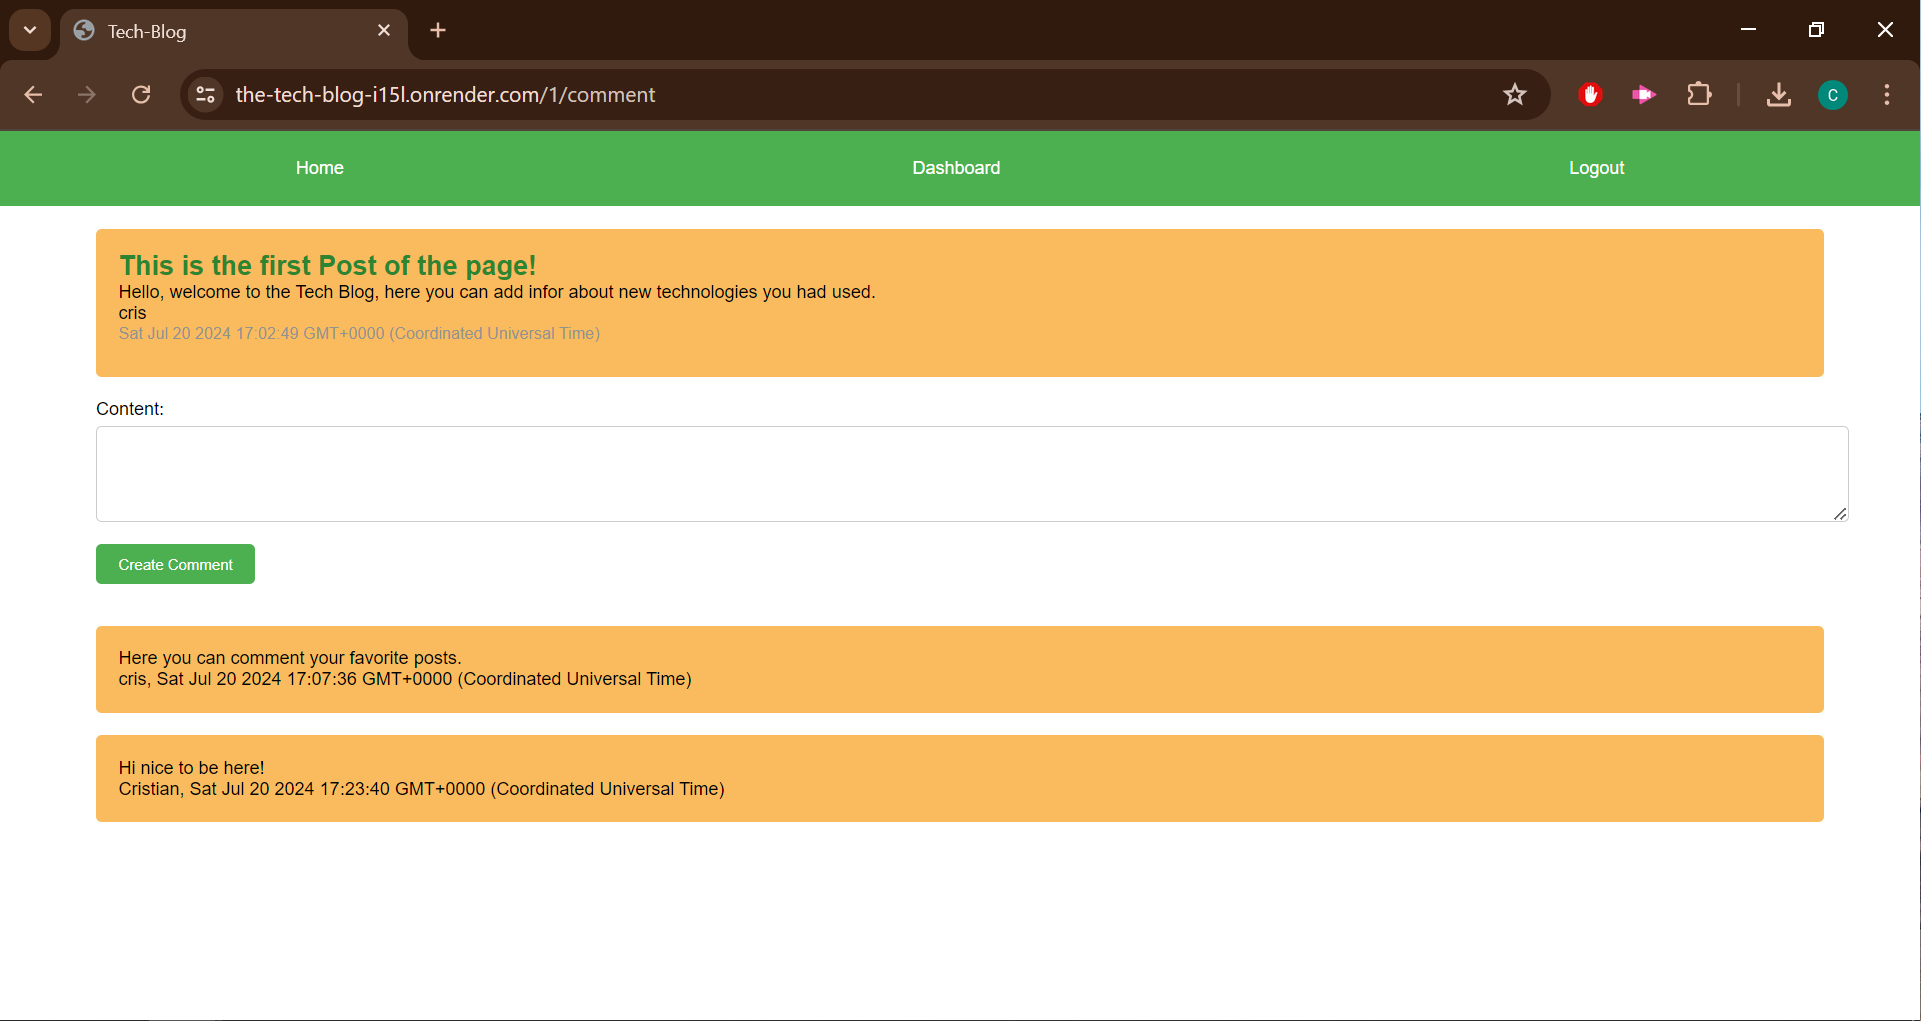 Tech-Blog
the-tech-blog-i15l.onrender.com/1/comment
C
Home
Dashboard
Logout
This is the first Post of the page!
Hello, welcome to the Tech Blog, here you can add infor about new technologies you had used.
cris
Sat Jul 20 2024 17:02:49 GMT+0000 (Coordinated Universal Time)
Content:
Create Comment
Here you can comment your favorite posts.
cris, Sat Jul 20 2024 17:07:36 GMT+0000 (Coordinated Universal Time)
Hi nice to be here!
Cristian, Sat Jul 20 2024 17:23:40 GMT+0000 (Coordinated Universal Time)